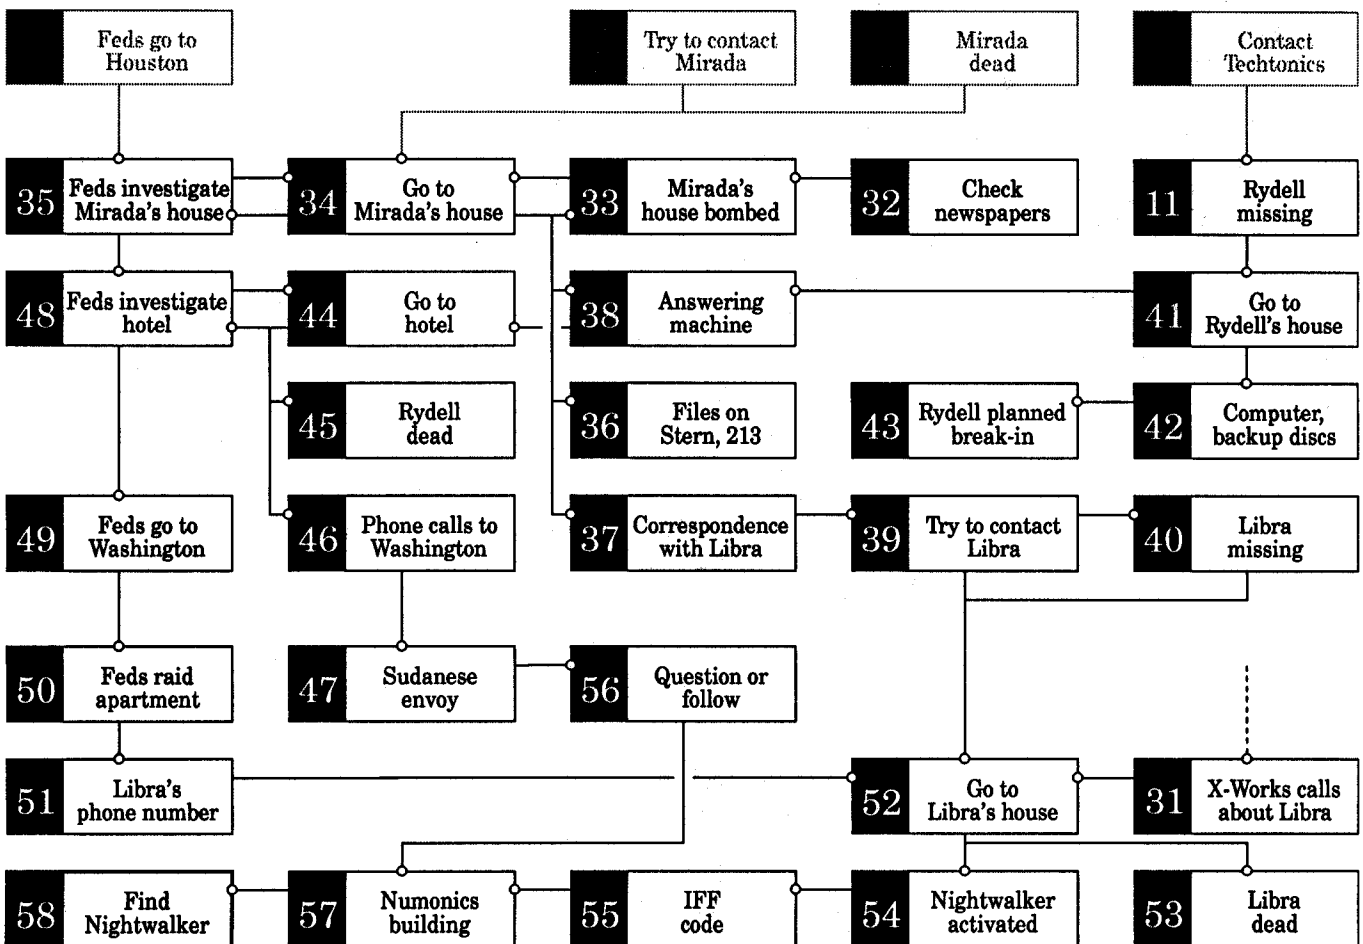 Feds go to
Houston
Try to contact
Mirada
Mirada
dead
Contact
Techtonics
35
Feds investigate
Mirada's house
34
Go to
Mirada's house
33
Mirada's
house bombed
32
Check
newspapers
11
Rydell
missing
48
Feds investigate
hotel
44
Go to
hotel
38
Answering
machine
41
Go to
Rydell's house
45
Rydell
dead
36
Files on
Stern, 213
43
Rydell planned
break-in
42
Computer,
backup discs
49
Feds go to
Washington
46
Phone calls to
Washington
37
Correspondence
with Libra
39
Try to contact
Libra
40
Libra
missing
50
Feds raid
apartment
47
Sudanese
envoy
56
Question or
follow
51
Libra's
phone number
52
Go to
Libra's house
31
X-Works calls
about Libra
58
Find
Nightwalker
57
Numonics
building
55
IFF
code
54
Nightwalker
activated
53
Libra
dead